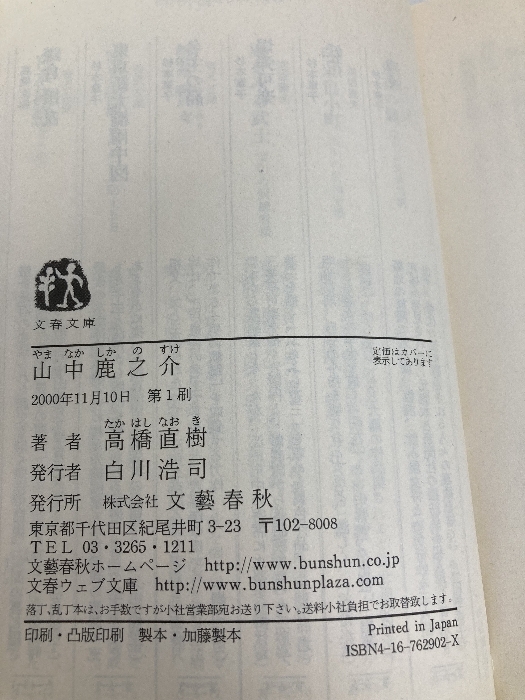 文春文庫
やま なか しか の すけ
山中鹿之介
定価はカバーに
表示してあります
2000年11月10日 第1刷
たか はし なお き
著者 高橋直樹
発行者 白川浩司
発行所 株式会社 文藝春秋
東京都千代田区紀尾井町3-23 〒102-8008
TEL 03・3265・1211
文藝春秋ホームページ http://www.bunshun.co.jp
文春ウェブ文庫 http://www.bunshunplaza.com
落丁、乱丁本は、お手数ですが小社営業部宛お送り下さい。送料小社負担でお取替致します。
印刷・凸版印刷 製本・加藤製本
Printed in Japan
ISBN4-16-762902-X